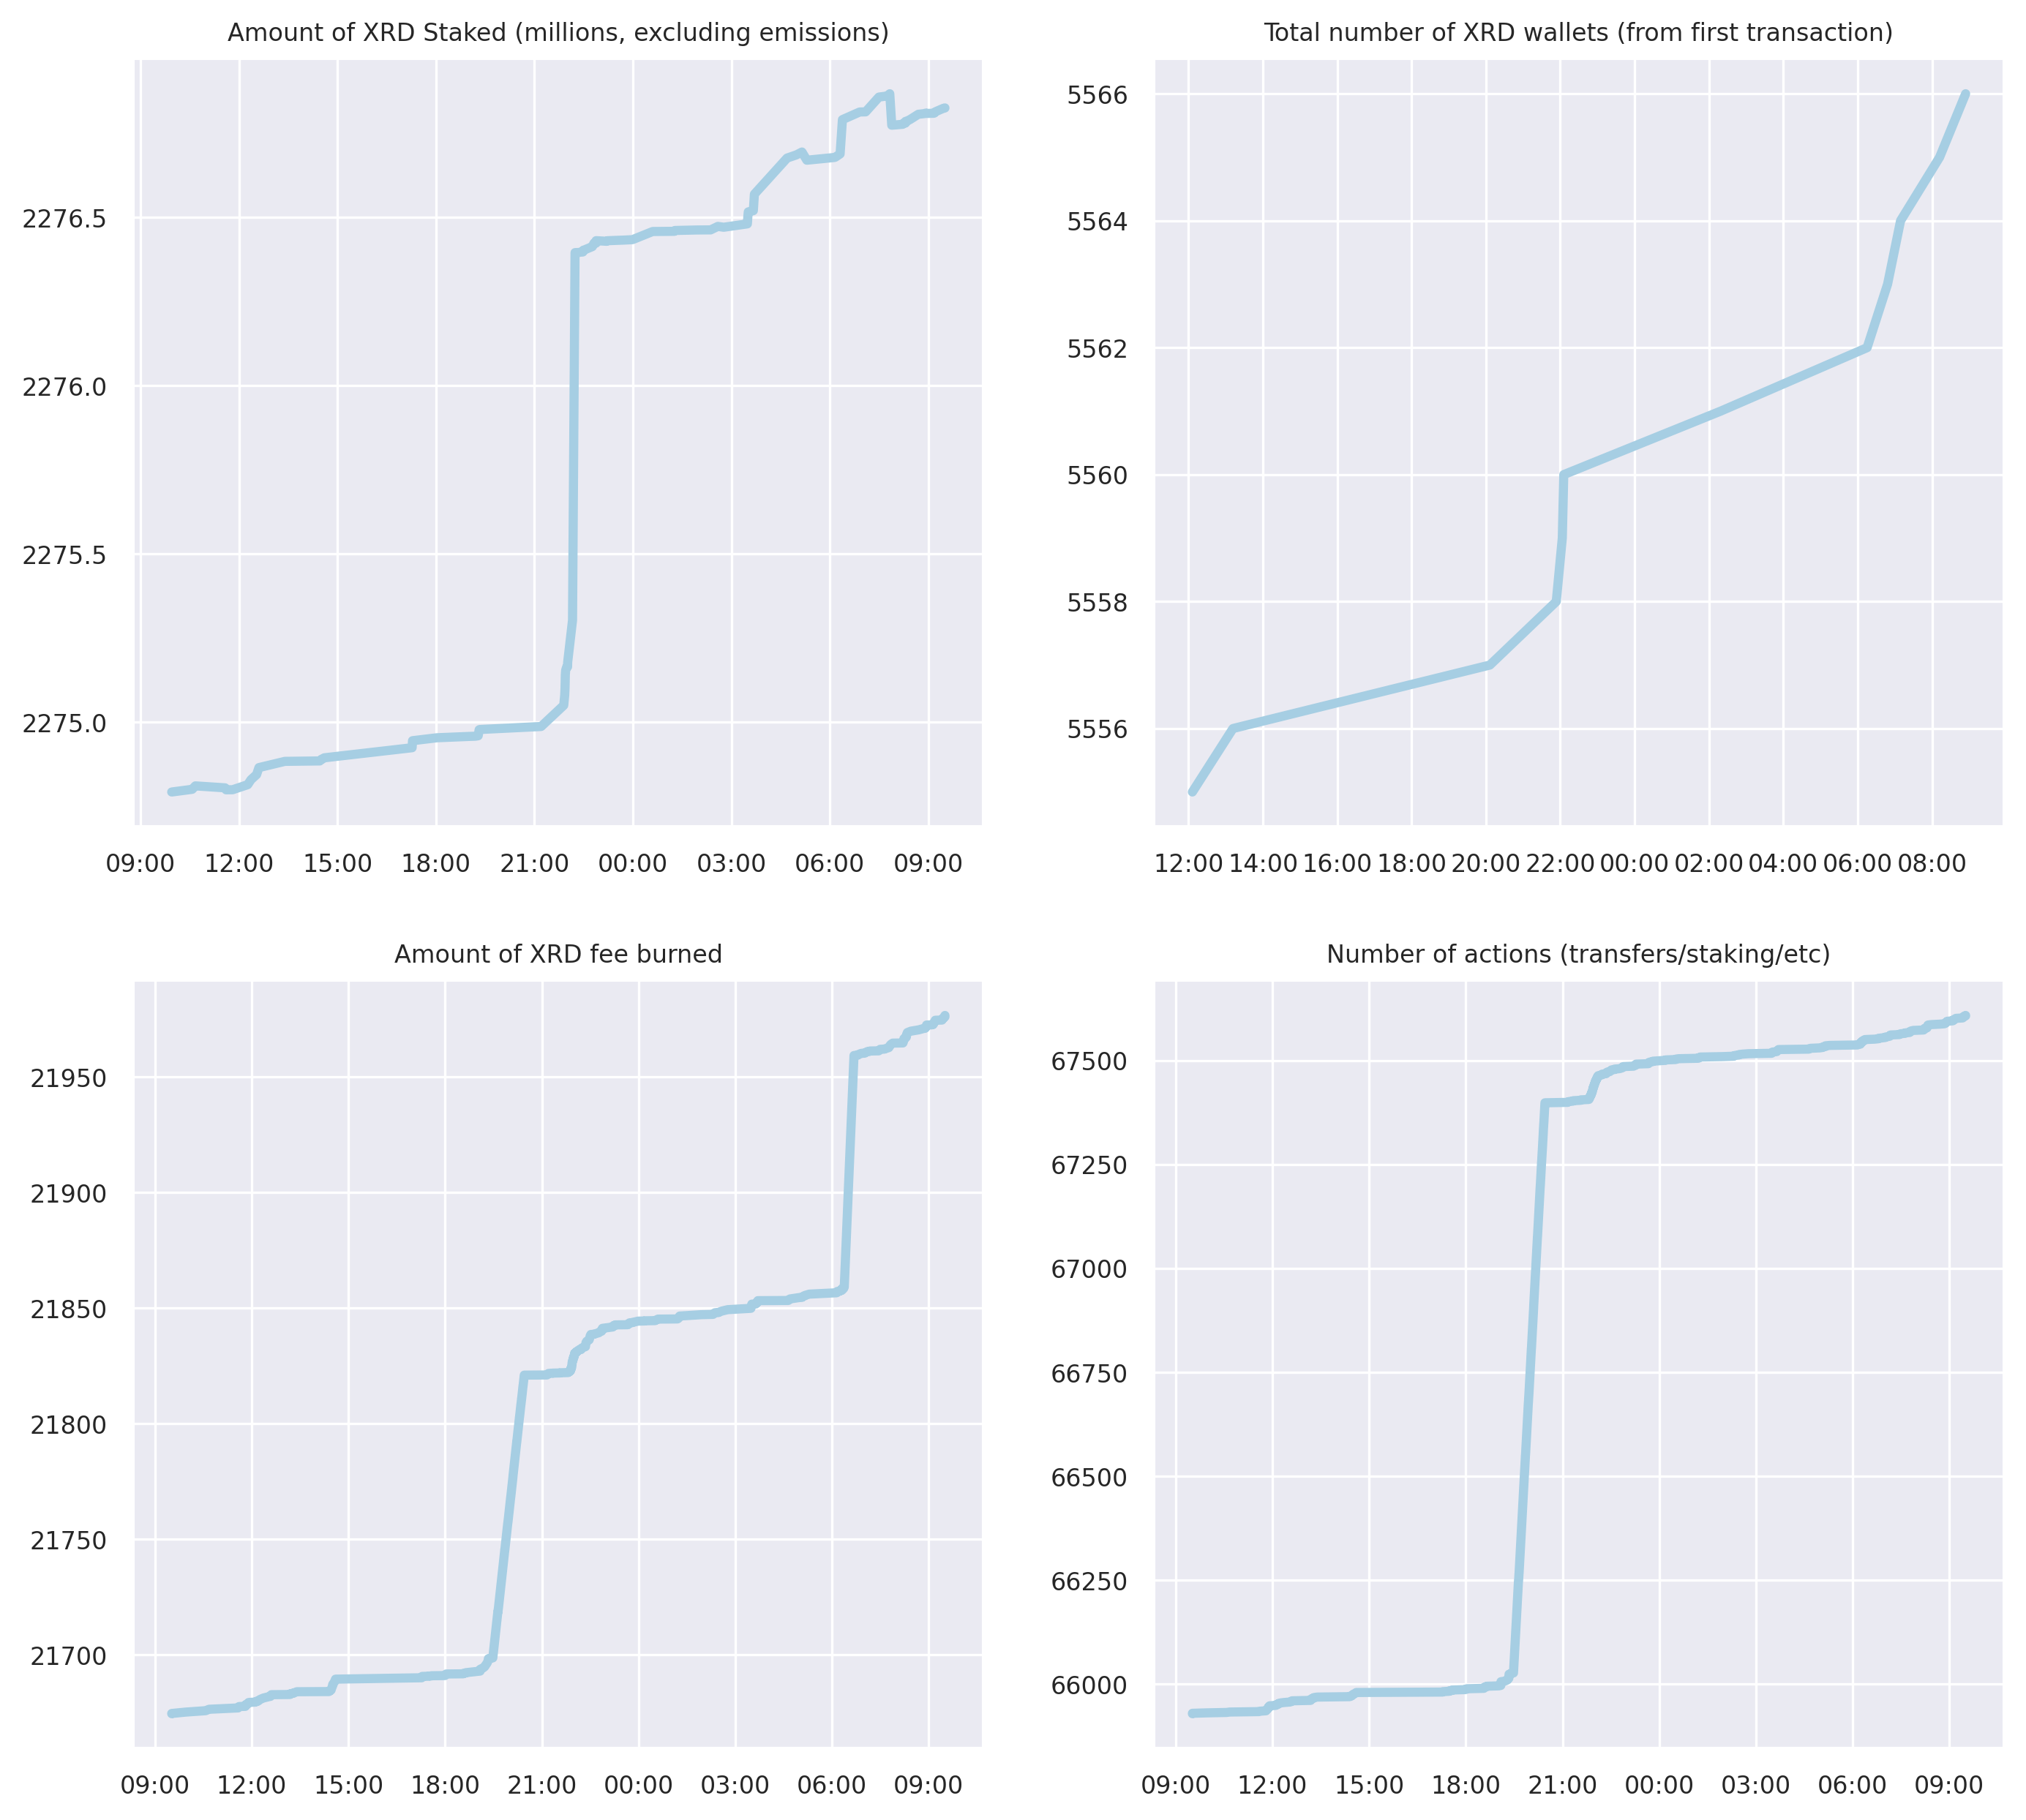 Amount of XRD Staked (millions, excluding emissions)
2276.5
2276.0
2275.5
2275.0
09:00 12:00 15:00 18:00 21:00 00:00 03:00 06:00 09:00
Total number of XRD wallets (from first transaction)
5566
5564
5562
5560
5558
5556
12:00 14:00 16:00 18:00 20:00 22:00 00:00 02:00 04:00 06:00 08:00
Amount of XRD fee burned
21950
21900
21850
21800
21750
21700
09:00 12:00 15:00 18:00 21:00 00:00 03:00 06:00 09:00
Number of actions (transfers/staking/etc)
67500
67250
67000
66750
66500
66250
66000
09:00 12:00 15:00 18:00 21:00 00:00 03:00 06:00 09:00